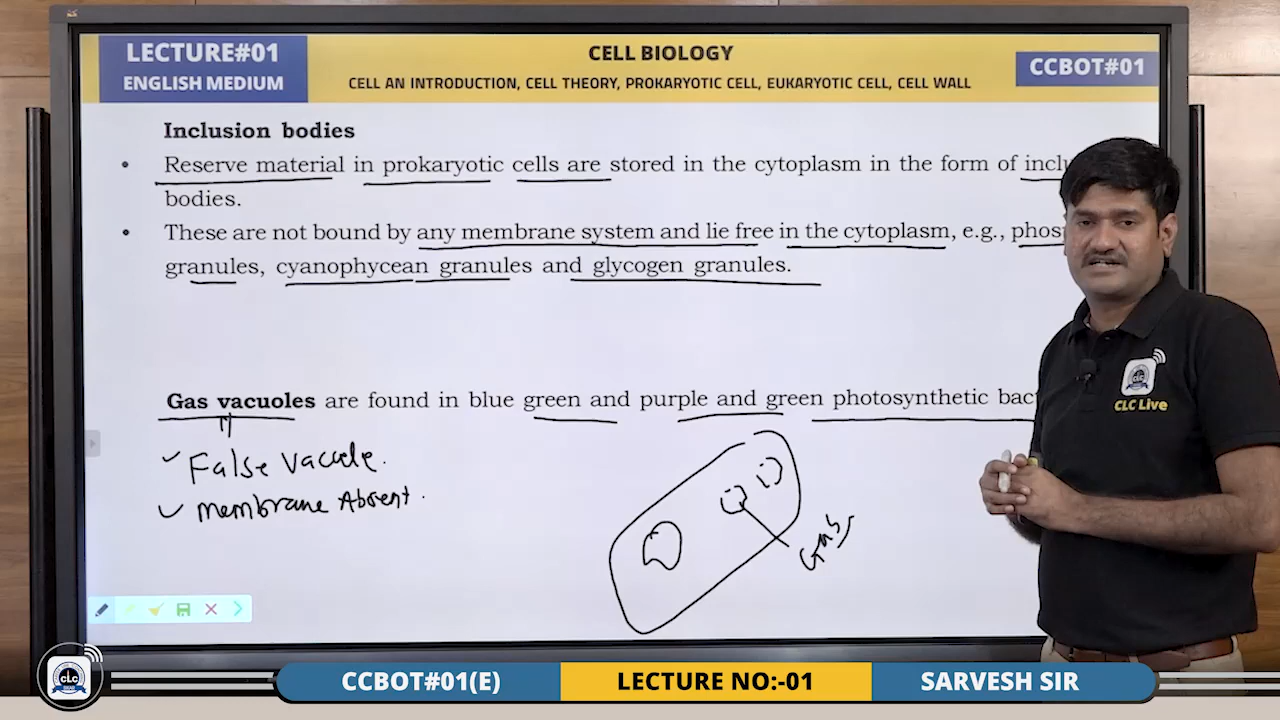 LECTURE#01
ENGLISH MEDIUM
CELL BIOLOGY
CELL AN INTRODUCTION, CELL THEORY, PROKARYOTIC CELL, EUKARYOTIC CELL, CELL WALL
CCBOT#01
Inclusion bodies
• Reserve material in prokaryotic cells are stored in the cytoplasm in the form of
bodies.
• These are not bound by any membrane system and lie free in the cytoplasm, e.g.,
granules, cyanophycean granules and glycogen granules.
Gas vacuoles are found in blue green and purple and green photosynthetic
False
membrane Absent.
Gas
CLC Live
CLC
CCBOT#01(E)
LECTURE NO:-01
SARVESH SIR